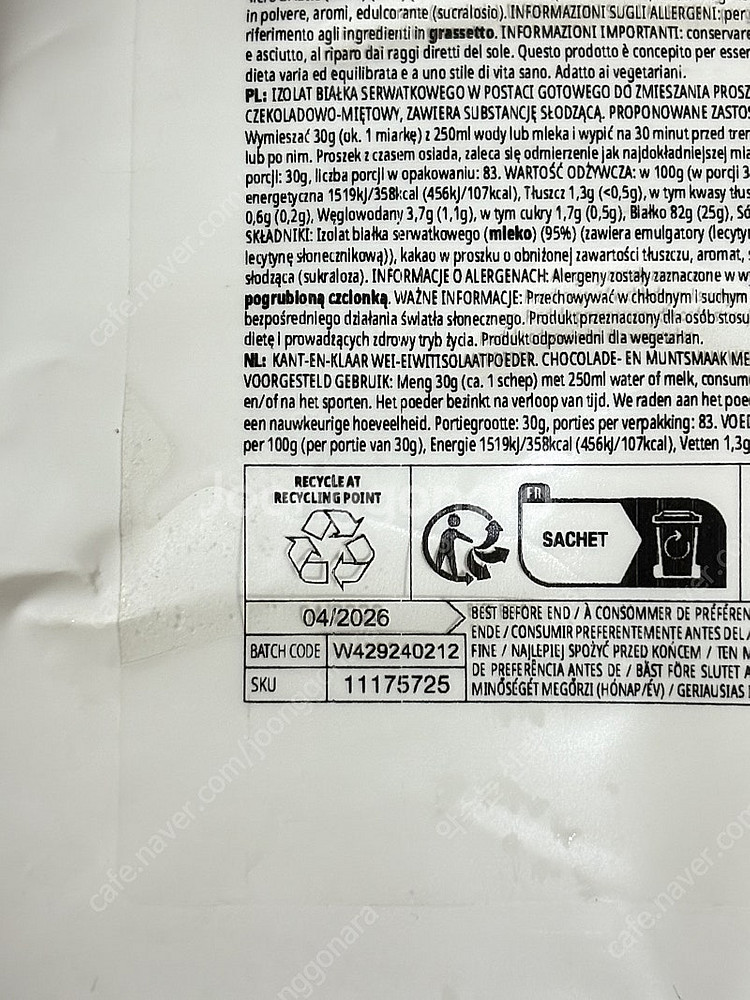 in polvere, aromi, edulcorante (sucralosio). INFORMAZIONI SUGLI ALLERGENI: per
riferimento agli ingredienti in grassetto. INFORMAZIONI IMPORTANTI: conservare
e asciutto, al riparo dai raggi diretti del sole. Questo prodotto è concepito per esser
dieta varia ed equilibrata e a uno stile di vita sano. Adatto ai vegetariani.
PL: IZOLAT BIAŁKA SERWATKOWEGO W POSTACI GOTOWEGO DO ZMIESZANIA PROSZ
CZEKOLADOWO-MIĘTOWY, ZAWIERA SUBSTANCJĘ SŁODZĄCĄ. PROPONOWANE ZASTOS
Wymieszać 30g (ok. 1 miarkę) z 250ml wody lub mleka i wypić na 30 minut przed tren
lub po nim. Proszek z czasem osiada, zaleca się odmierzenie jak najdokładniejszej mia
porcji: 30g, liczba porcji w opakowaniu: 83. WARTOŚĆ ODŻYWCZA: w 100g (w porcji 3
energetyczna 1519kJ/358kcal (456kJ/107kcal), Tłuszcz 1,3g (<0,5g), w tym kwasy tłus
0,6g (0,2g), Węglowodany 3,7g (1,1g), w tym cukry 1,7g (0,5g), Białko 82g (25g), Só
SKŁADNIKI: Izolat białka serwatkowego (mleko) (95%) (zawiera emulgatory (lecyty
lecytynę słonecznikową)), kakao w proszku o obniżonej zawartości tłuszczu, aromat, s
słodząca (sukraloza). INFORMACJE O ALERGENACH: Alergeny zostały zaznaczone w w
pogrubioną czcionką. WAŻNE INFORMACJE: Przechowywać w chłodnym i suchym
bezpośredniego działania światła słonecznego. Produkt przeznaczony dla osób stosu
dietę i prowadzących zdrowy tryb życia. Produkt odpowiedni dla wegetarian.
NL: KANT-EN-KLAAR WEI-EIWITISOLAATPOEDER. CHOCOLADE- EN MUNTSMAAK ME
VOORGESTELD GEBRUIK: Meng 30g (ca. 1 schep) met 250ml water of melk, consum
en/of na het sporten. Het poeder bezinkt na verloop van tijd. We raden aan het poe
een nauwkeurige hoeveelheid. Portiegrootte: 30g, porties per verpakking: 83. VOED
per 100g (per portie van 30g), Energie 1519kJ/358kcal (456kJ/107kcal), Vetten 1,3g
RECYCLE AT
RECYCLING POINT
FR
SACHET
04/2026
BATCH CODE W429240212
SKU 11175725
BEST BEFORE END / À CONSOMMER DE PRÉFÉREN
ENDE / CONSUMIR PREFERENTEMENTE ANTES DEL /
FINE / NAJLEPIEJ SPOŻYĆ PRZED KOŃCEM / TEN M
DE PREFERÊNCIA ANTES DE / BÄST FÖRE SLUTET A
MINŐSÉGÉT MEGŐRZI (HÓNAP/ÉV) / GERIAUSIAS I
cafe.naver.com/joonggonara